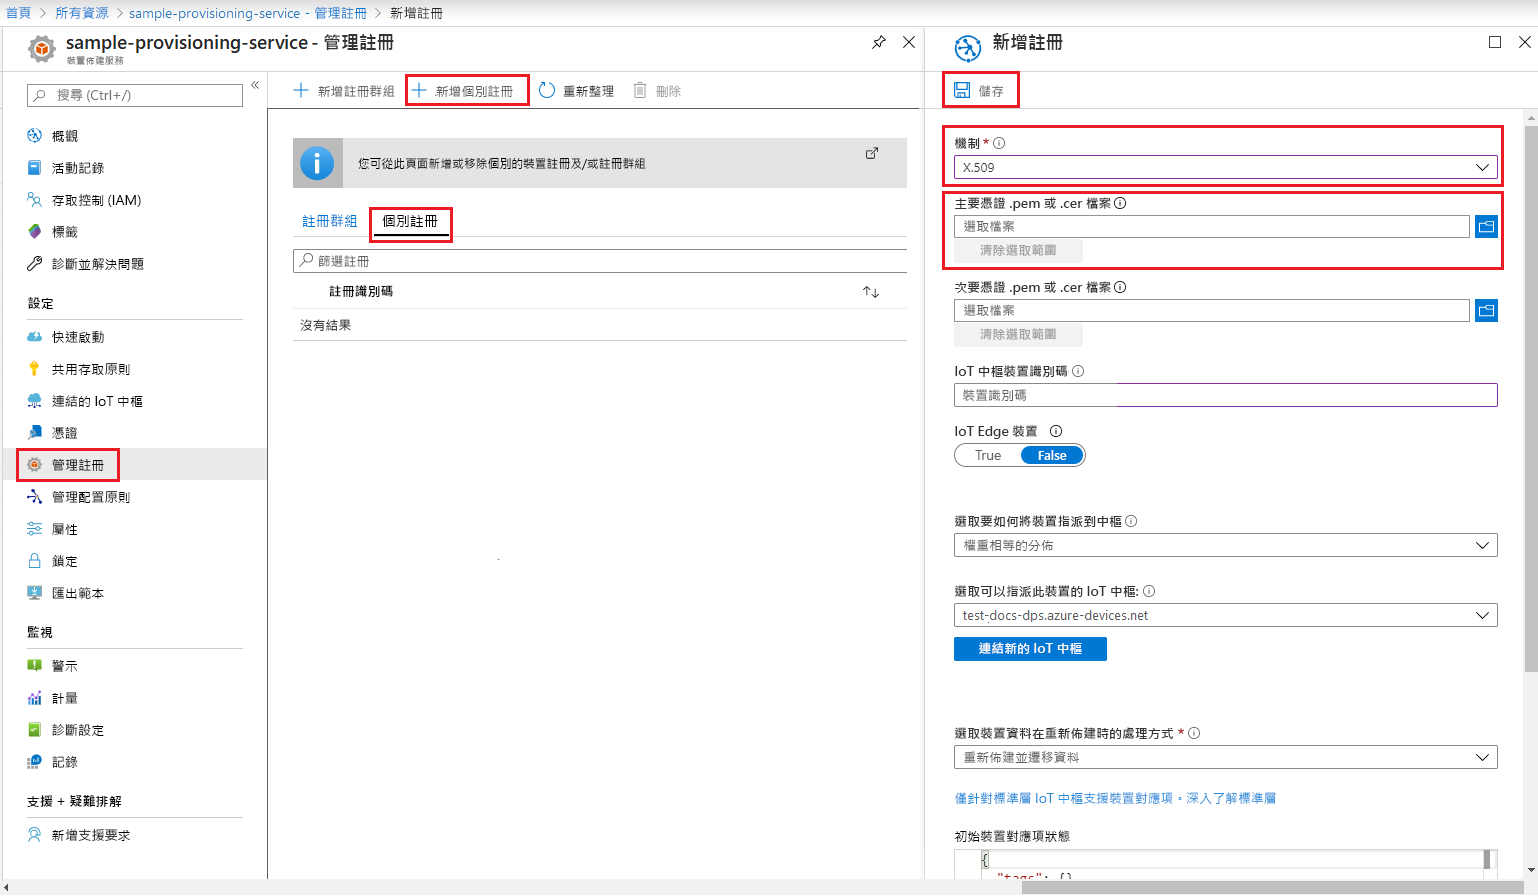 首頁 > 所有資源 > sample-provisioning-service - 管理註冊 > 新增註冊
sample-provisioning-service - 管理註冊
裝置佈建服務
搜尋 (Ctrl+/)
«
概觀
活動記錄
存取控制 (IAM)
標籤
診斷並解決問題
設定
快速啟動
共用存取原則
連結的 IoT 中樞
憑證
管理註冊
管理配置原則
屬性
鎖定
匯出範本
監視
警示
計量
診斷設定
記錄
支援 + 疑難排解
新增支援要求
新增註冊群組
新增個別註冊
重新整理
刪除
您可從此頁面新增或移除個別的裝置註冊及/或註冊群組
註冊群組
個別註冊
篩選註冊
註冊識別碼
沒有結果
新增註冊
儲存
機制 *
X.509
主要憑證 .pem 或 .cer 檔案
選取檔案
清除選取範圍
次要憑證 .pem 或 .cer 檔案
選取檔案
清除選取範圍
IoT 中樞裝置識別碼
裝置識別碼
IoT Edge 裝置
True False
選取要如何將裝置指派到中樞
權重相等的分佈
選取可以指派此裝置的 IoT 中樞:
test-docs-dps.azure-devices.net
連結新的 IoT 中樞
選取裝置資料在重新佈建時的處理方式 *
重新佈建並遷移資料
僅針對標準層 IoT 中樞支援裝置對應項。深入了解標準層
初始裝置對應項狀態
{
"tags": {},